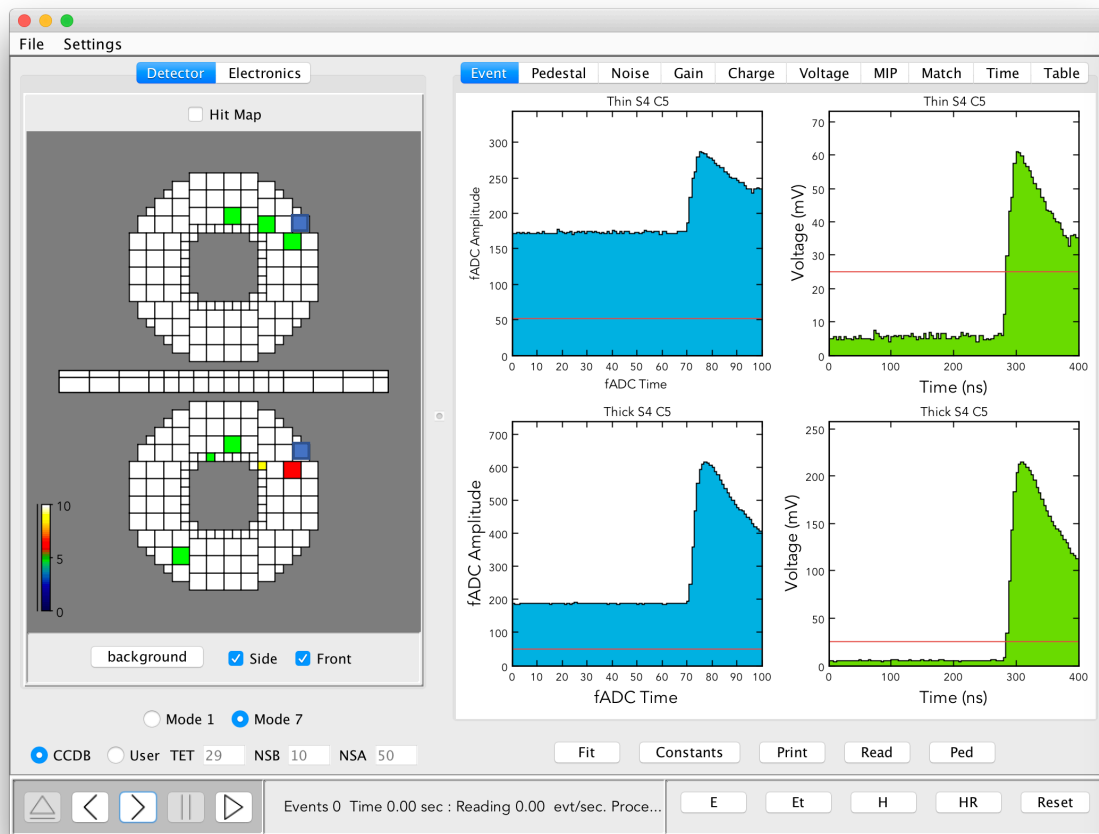 File Settings
Detector Electronics
Hit Map
10
5
0
background Side Front
Mode 1 Mode 7
CCDB User TET 29 NSB 10 NSA 50
Event Pedestal Noise Gain Charge Voltage MIP Match Time Table
Thin S4 C5
fADC Amplitude
300
250
200
150
100
50
0
0 10 20 30 40 50 60 70 80 90 100
fADC Time
Thin S4 C5
Voltage (mV)
70
60
50
40
30
20
10
0
0 100 200 300 400
Time (ns)
Thick S4 C5
fADC Amplitude
700
600
500
400
300
200
100
0
0 10 20 30 40 50 60 70 80 90 100
fADC Time
Thick S4 C5
Voltage (mV)
250
200
150
100
50
0
0 100 200 300 400
Time (ns)
Fit Constants Print Read Ped
Events 0 Time 0.00 sec : Reading 0.00 evt/sec. Proce...
E Et H HR Reset